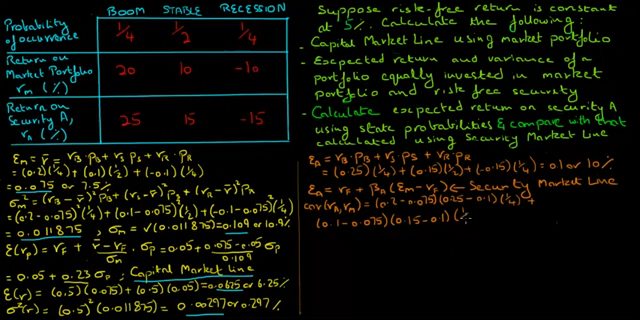 BOOM STABLE RECESSION
Probability of occurrence 1/4 1/2 1/4
Return on Market Portfolio rm (%) 20 10 -10
Return on Security A, rA (%) 25 15 -15
Ɛm = r̄ = rB·PB + rS·PS + rR·PR
= (0.2)(1/4) + (0.1)(1/2) + (-0.1)(1/4)
= 0.075 or 7.5%
σm² = (rB - r̄)²PB + (rS - r̄)²PS + (rR - r̄)²PR
= (0.2 - 0.075)²(1/4) + (0.1 - 0.075)²(1/2) + (-0.1 - 0.075)²(1/4)
= 0.011875 σm = √(0.011875) = 0.109 or 10.9%
Ɛ(rp) = rF + r̄ - rF/σm · σp = 0.05 + 0.075 - 0.05/0.109 σp
= 0.05 + 0.23 σp — Capital Market Line
Ɛ(r) = (0.5)(0.075) + (0.5)(0.05) = 0.0625 or 6.25%
σ²(r) = (0.5)²(0.011875) = 0.00297 or 0.297%
Suppose risk-free return is constant
at 5%. Calculate the following:
- Capital Market Line using market portfolio
- Expected return and variance of a
portfolio equally invested in market
portfolio and risk free security
- Calculate expected return on security A
using state probabilities & compare with that
calculated using Security Market Line
ƐA = rB·PB + rS·PS + rR·PR
= (0.25)(1/4) + (0.15)(1/2) + (-0.15)(1/4) = 0.1 or 10%
ƐA = rF + βA (Ɛm - rF) ← Security Market Line
cov(rA, rm) = (0.2 - 0.075)(0.25 - 0.1)(1/4) +
(0.1 - 0.075)(0.15 - 0.1)(1/